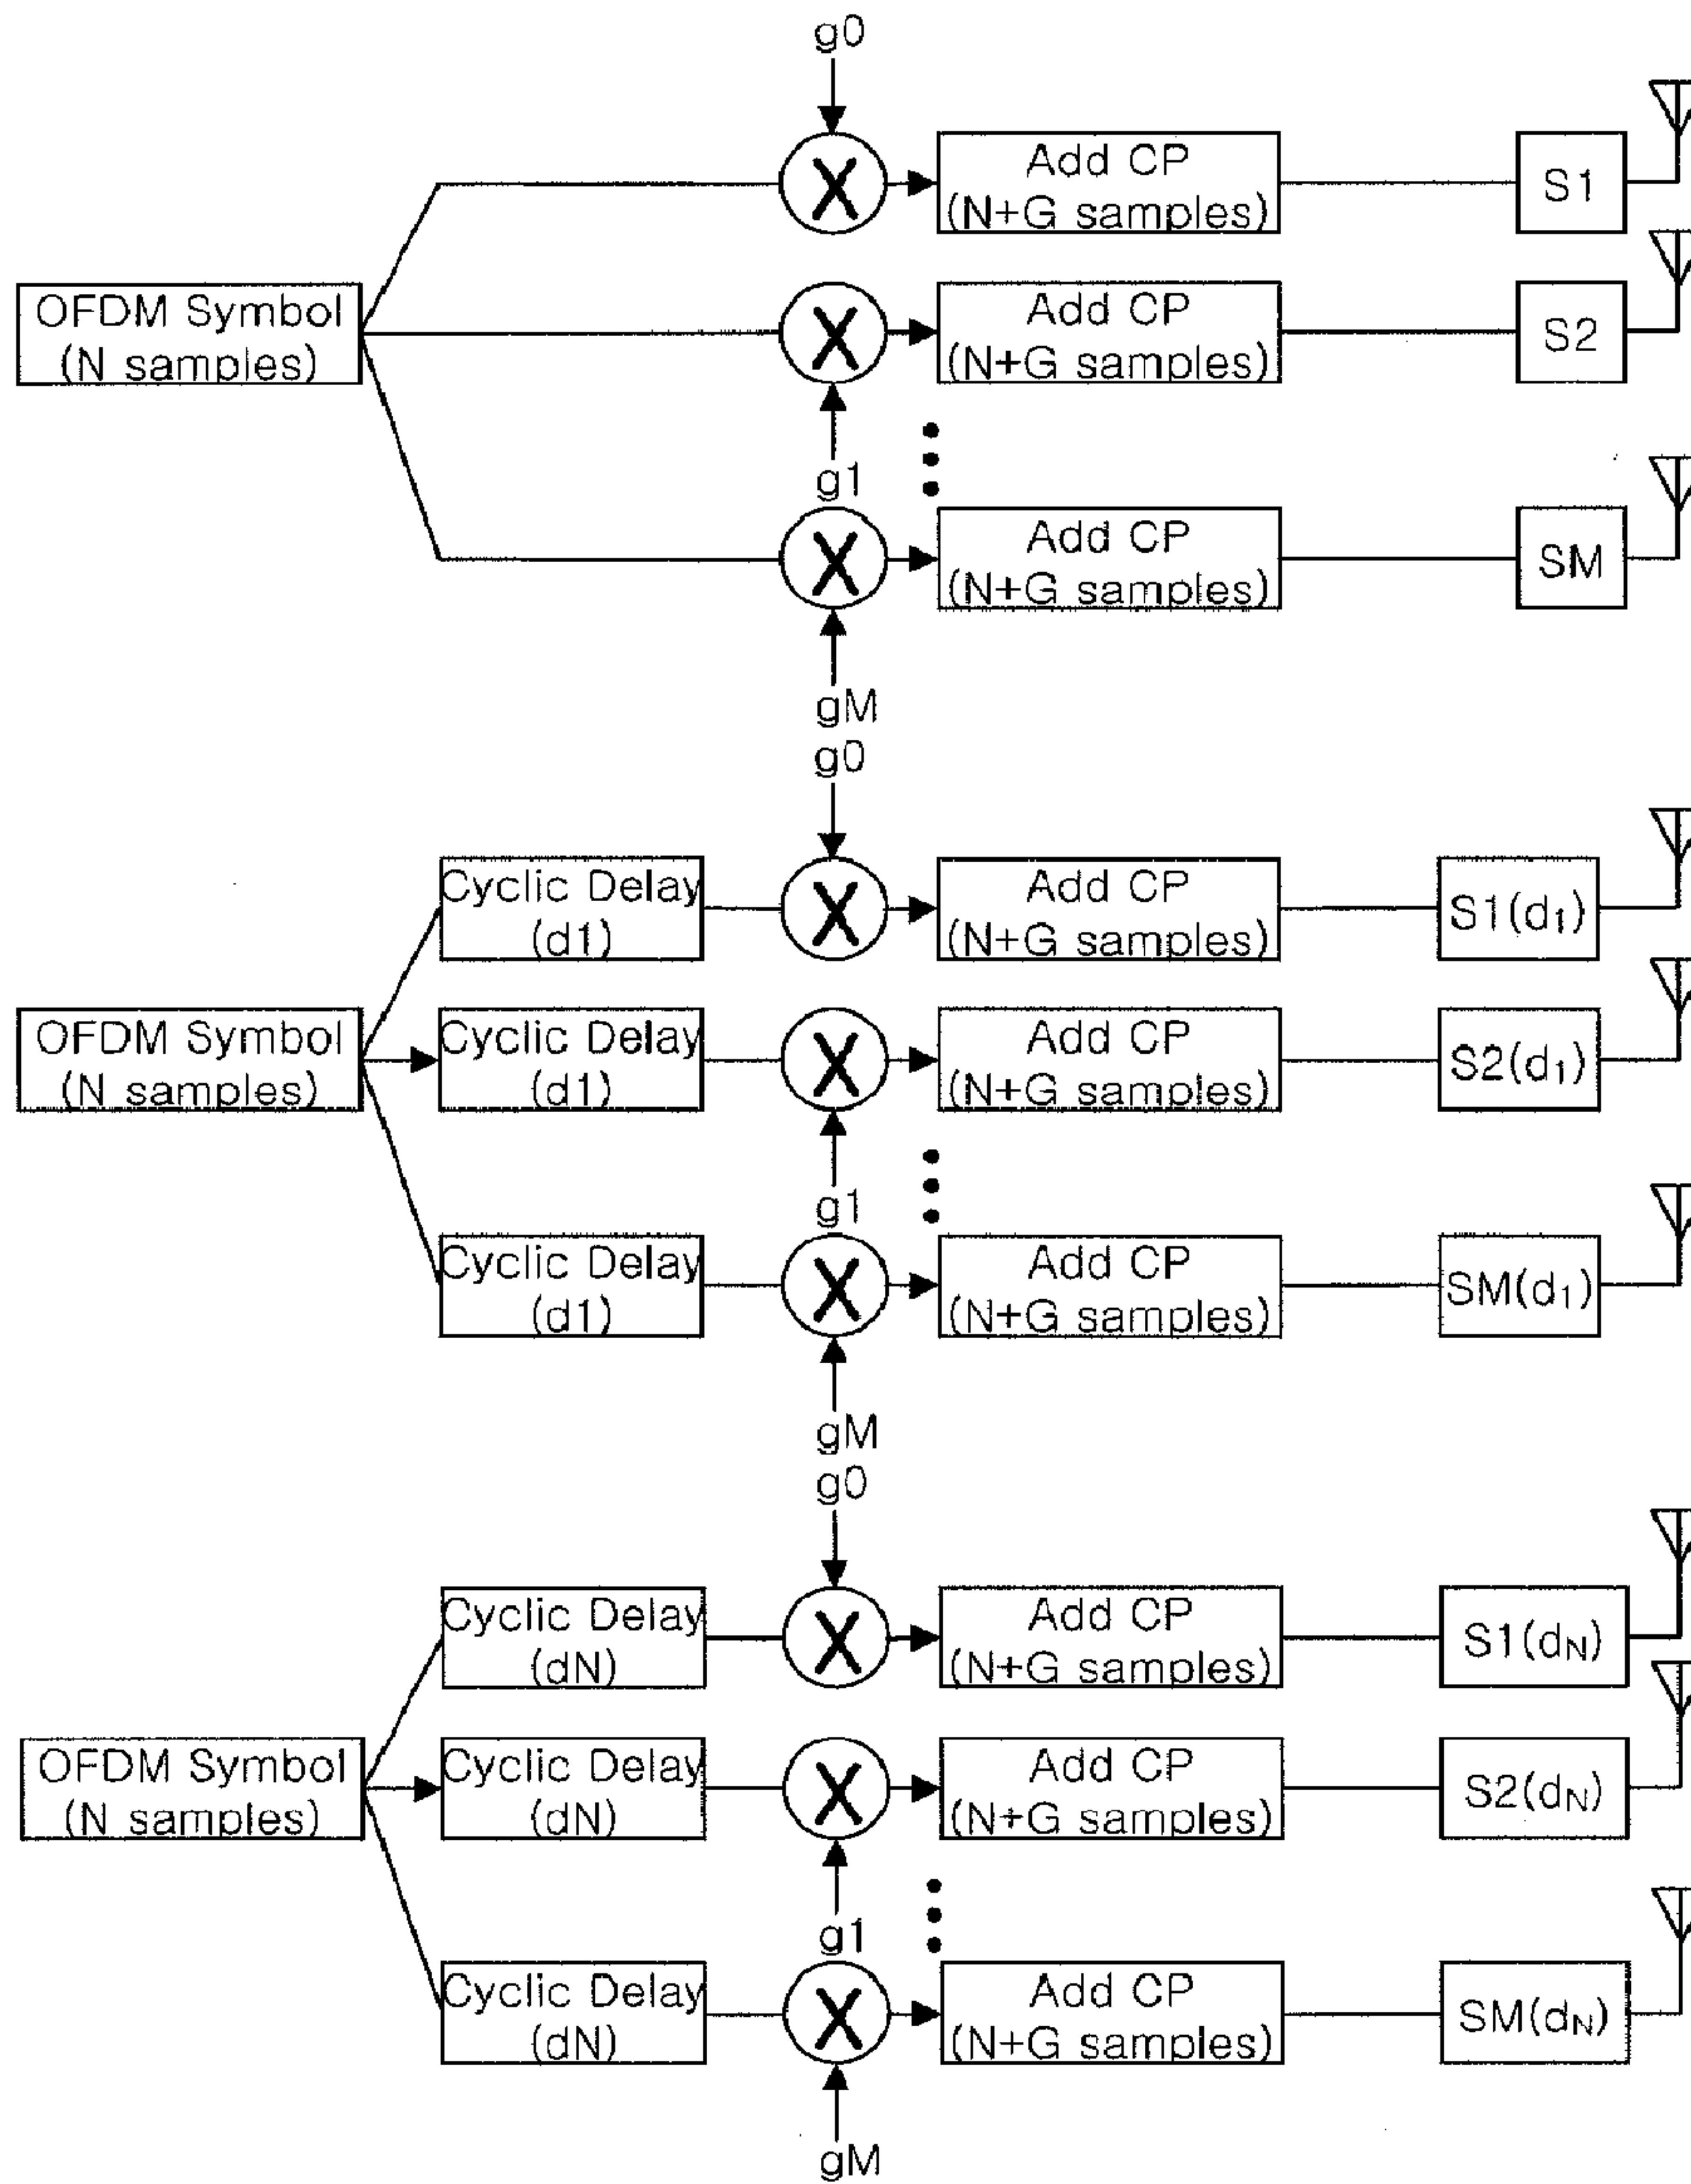 g0
Add CP
(N+G samples)
S1
X
OFDM Symbol
(N samples)
X
Add CP
(N+G samples)
S2
g1
X
Add CP
(N+G samples)
SM
gM
g0
Cyclic Delay
(d1)
X
Add CP
(N+G samples)
S1(d1)
OFDM Symbol
(N samples)
Cyclic Delay
(d1)
X
Add CP
(N+G samples)
S2(d1)
g1
Cyclic Delay
(d1)
X
Add CP
(N+G samples)
SM(d1)
gM
g0
Cyclic Delay
(dN)
X
Add CP
(N+G samples)
S1(dN)
OFDM Symbol
(N samples)
Cyclic Delay
(dN)
X
Add CP
(N+G samples)
S2(dN)
g1
Cyclic Delay
(dN)
X
Add CP
(N+G samples)
SM(dN)
gM